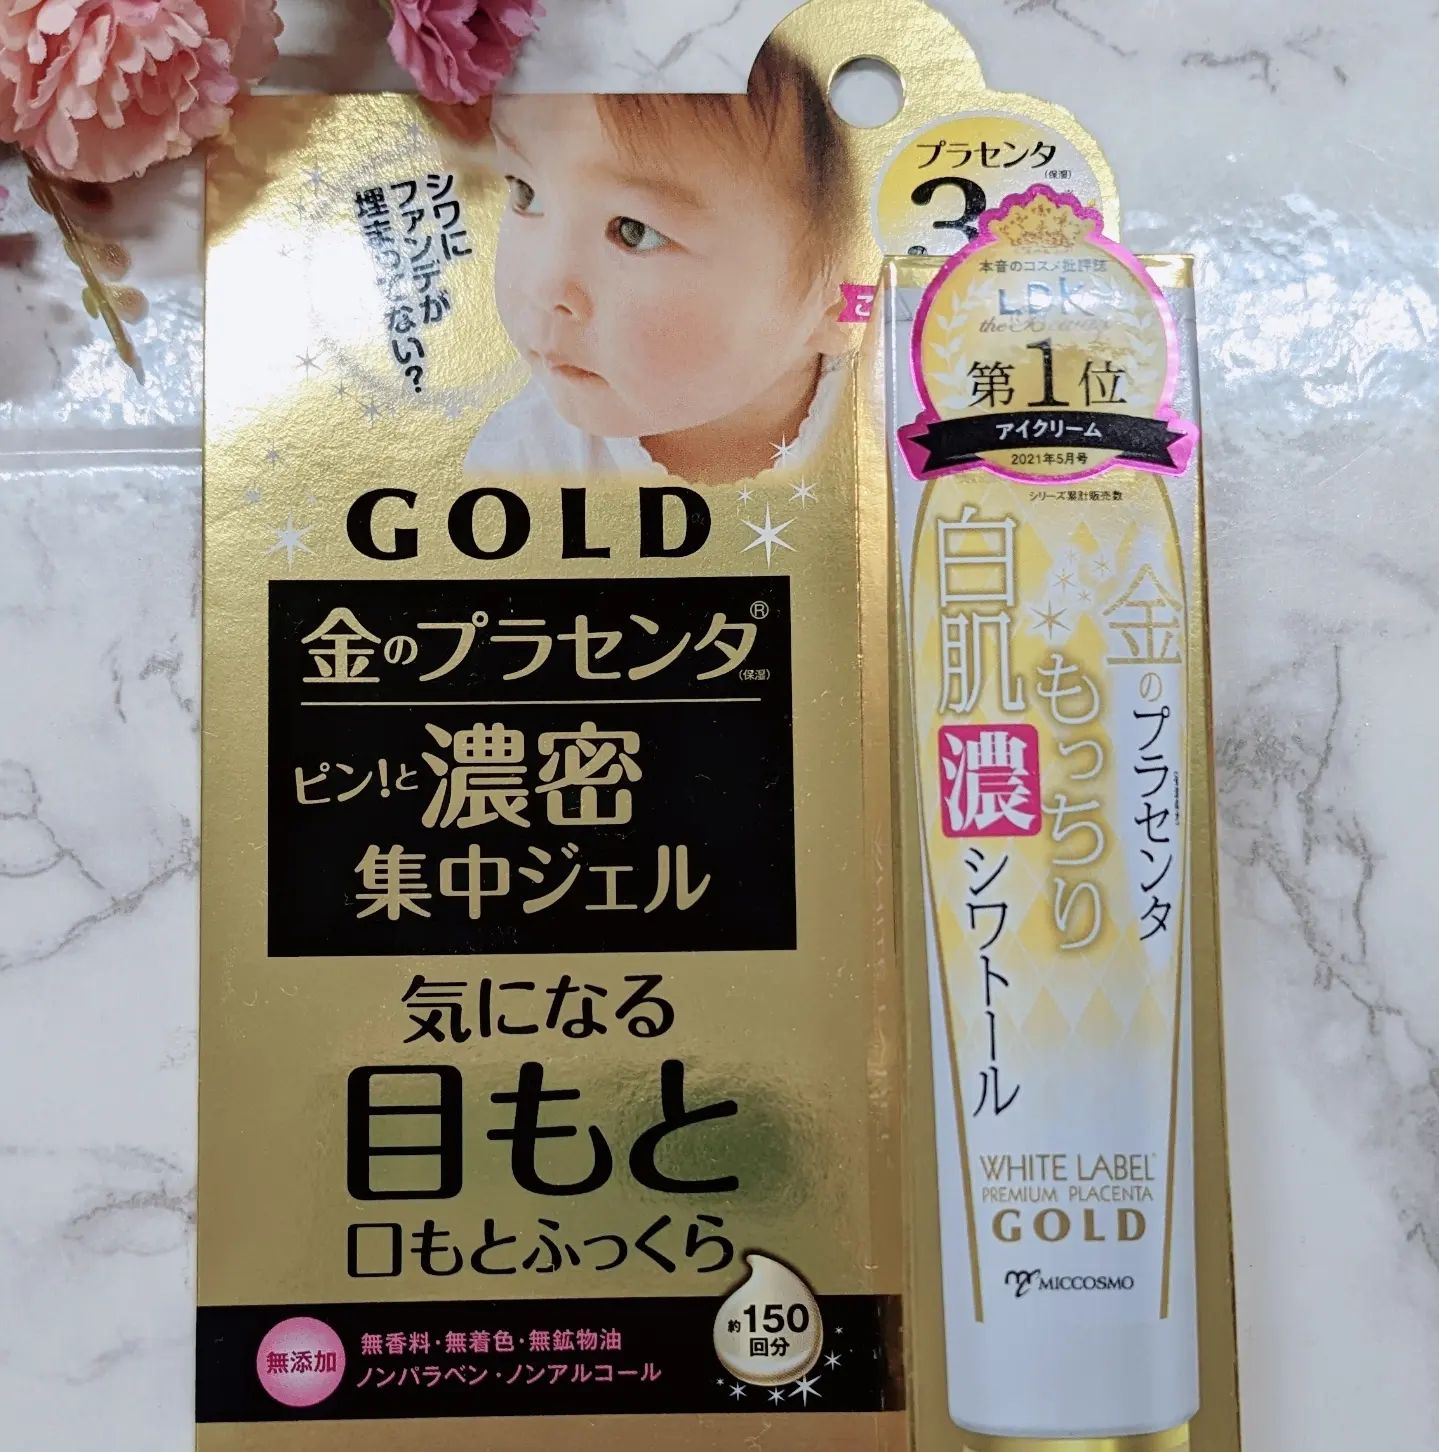 シワに
ファンデが
ない?
プラセンタ
(保湿)
3
本音のコスメ批評誌
LDK
the Beauty
第1位
アイクリーム
2021年5月号
シリーズ累計販売数
GOLD
金のプラセンタ®
(保湿)
ピン!と濃密
集中ジェル
気になる
目もと
口もとふっくら
約150
回分
無添加
無香料・無着色・無鉱物油
ノンパラベン・ノンアルコール
金のプラセンタ
もっちり
白肌濃シワトール
WHITE LABEL
PREMIUM PLACENTA
GOLD
MICCOSMO